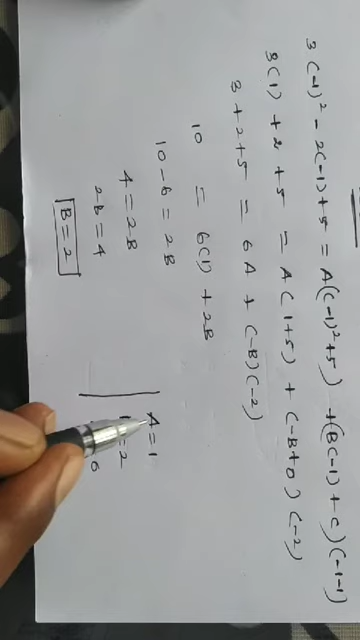 3(-1)² - 2(-1) + 5 = A((-1)² + 5) + (B(-1) + C)(-1-1)
3(1) + 2 + 5 = A(1+5) + (-B+0)(-2)
3 + 2 + 5 = 6A + (-B)(-2)
10 = 6(1) + 2B
10 - 6 = 2B
4 = 2B
2B = 4
B = 2
A = 1
= 2